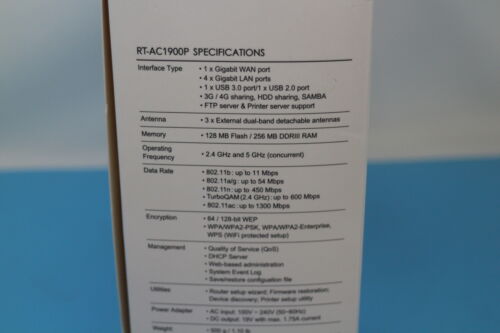 RT-AC1900P SPECIFICATIONS
Interface Type • 1 x Gigabit WAN port
• 4 x Gigabit LAN ports
• 1 x USB 3.0 port/1 x USB 2.0 port
• 3G / 4G sharing, HDD sharing, SAMBA
• FTP server & Printer server support
Antenna • 3 x External dual-band detachable antennas
Memory • 128 MB Flash / 256 MB DDRIII RAM
Operating
Frequency • 2.4 GHz and 5 GHz (concurrent)
Data Rate • 802.11b: up to 11 Mbps
• 802.11a/g: up to 54 Mbps
• 802.11n: up to 450 Mbps
• TurboQAM (2.4 GHz): up to 600 Mbps
• 802.11ac: up to 1300 Mbps
Encryption • 64 / 128-bit WEP
• WPA/WPA2-PSK, WPA/WPA2-Enterprise,
WPS (WiFi protected setup)
Management • Quality of Service (QoS)
• DHCP Server
• Web-based administration
• System Event Log
• Save/restore configuation file
Utilities • Router setup wizard; Firmware restoration;
Device discovery; Printer setup utility
Power Adapter • AC input: 100V ~ 240V (50~60Hz)
• DC output: 19V with max. 1.75A current
Weight